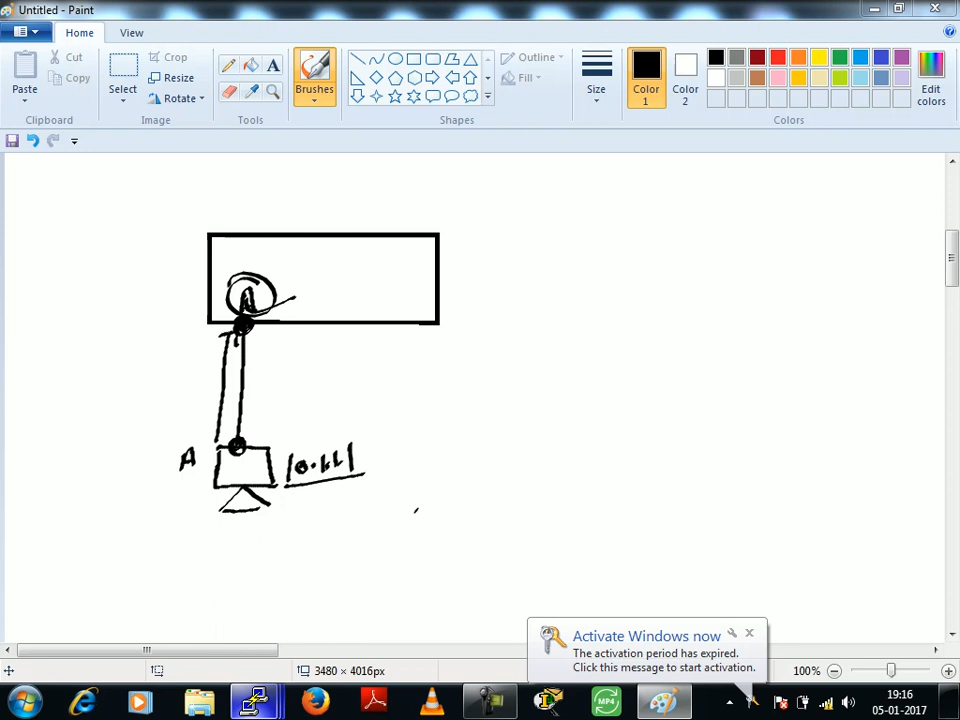 Untitled - Paint
Home
View
Paste
Cut
Copy
Clipboard
Select
Crop
Resize
Rotate
Image
Tools
Brushes
Shapes
Outline
Fill
Size
Color
1
Color
2
Edit
colors
Colors
A
A
Activate Windows now
The activation period has expired.
Click this message to start activation.
3480 × 4016px
100%
MP4
19:16
05-01-2017